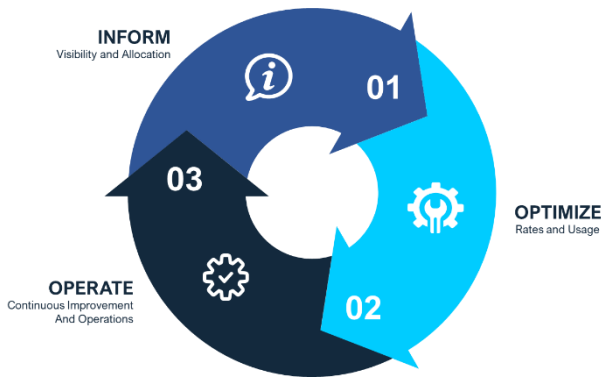 INFORM
Visibility and Allocation
01
03
OPTIMIZE
Rates and Usage
OPERATE
Continuous Improvement
And Operations
02